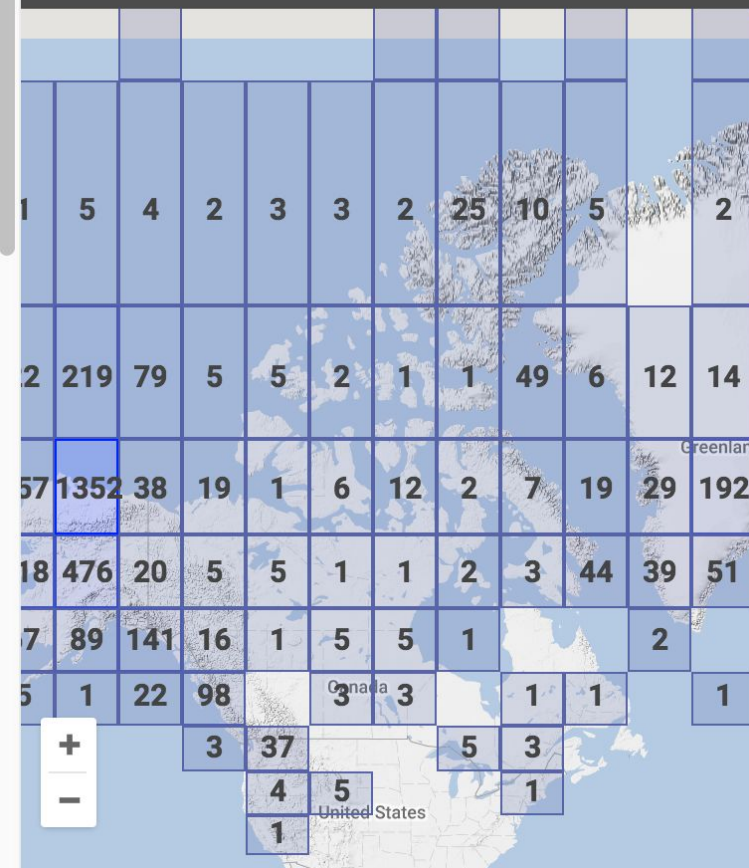 5 4 2 3 3 2 25 10 5 2
219 79 5 5 2 1 1 49 6 12 14
57 1352 38 19 1 6 12 2 7 19 29 192
18 476 20 5 5 1 1 2 3 44 39 51
7 89 141 16 1 5 5 1 2
5 1 22 98 3 3 1 1 1
Canada
+ 3 37 5 3
− 4 5 1
United States
1